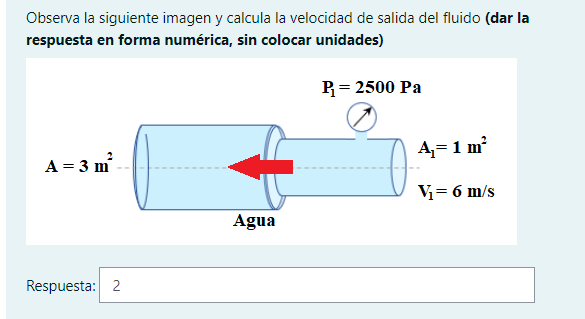 Observa la siguiente imagen y calcula la velocidad de salida del fluido (dar la
respuesta en forma numérica, sin colocar unidades)
P₁ = 2500 Pa
A₁= 1 m²
A = 3 m²
V₁= 6 m/s
Agua
Respuesta: 2